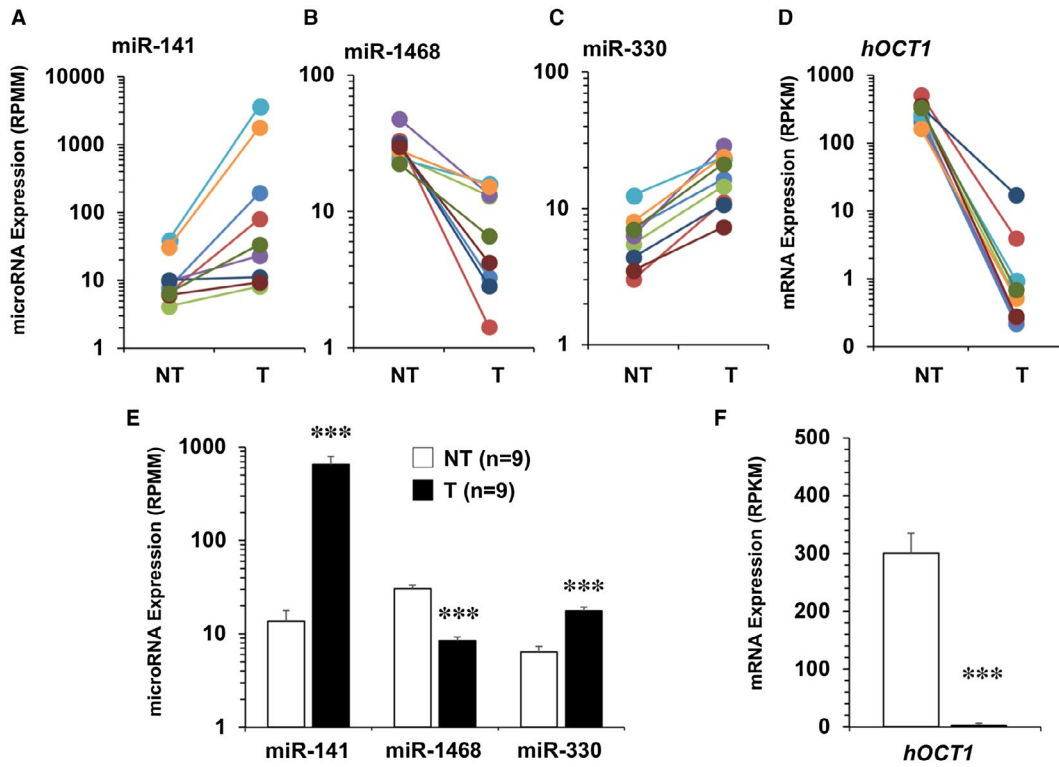 A
miR-141
microRNA Expression (RPMM)
10000
1000
100
10
1
NT T
B
miR-1468
100
10
1
NT T
C
miR-330
100
10
1
NT T
D
hOCT1
mRNA Expression (RPKM)
1000
100
10
1
0
NT T
E
microRNA Expression (RPMM)
1000
100
10
1
***
***
***
NT (n=9)
T (n=9)
miR-141 miR-1468 miR-330
F
mRNA Expression (RPKM)
500
400
300
200
100
0
***
hOCT1